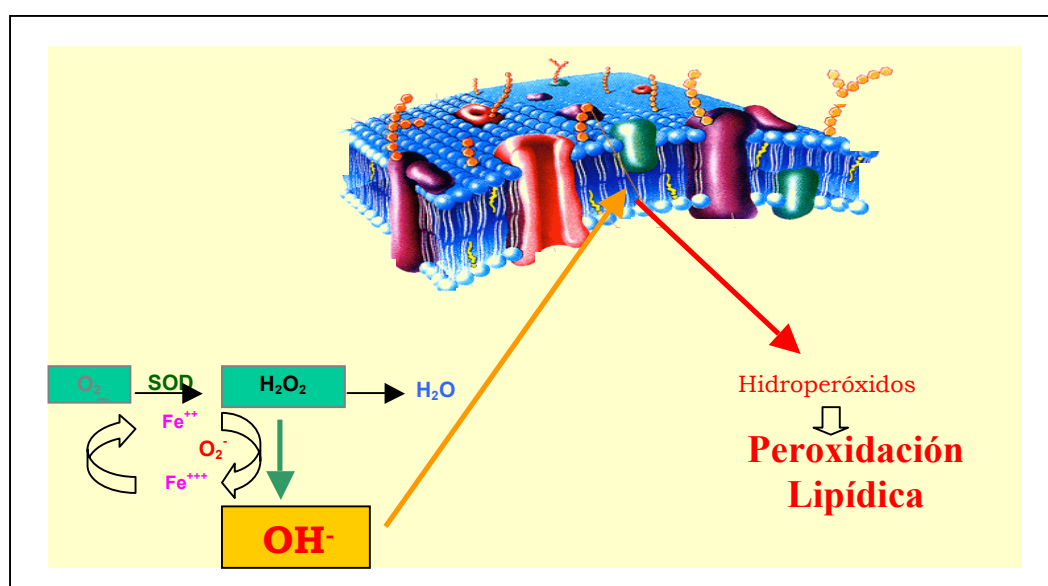 O₂ SOD H₂O₂ H₂O
Fe⁺⁺
O₂⁻
Fe⁺⁺⁺
OH⁻
Hidroperóxidos
Peroxidación
Lipídica